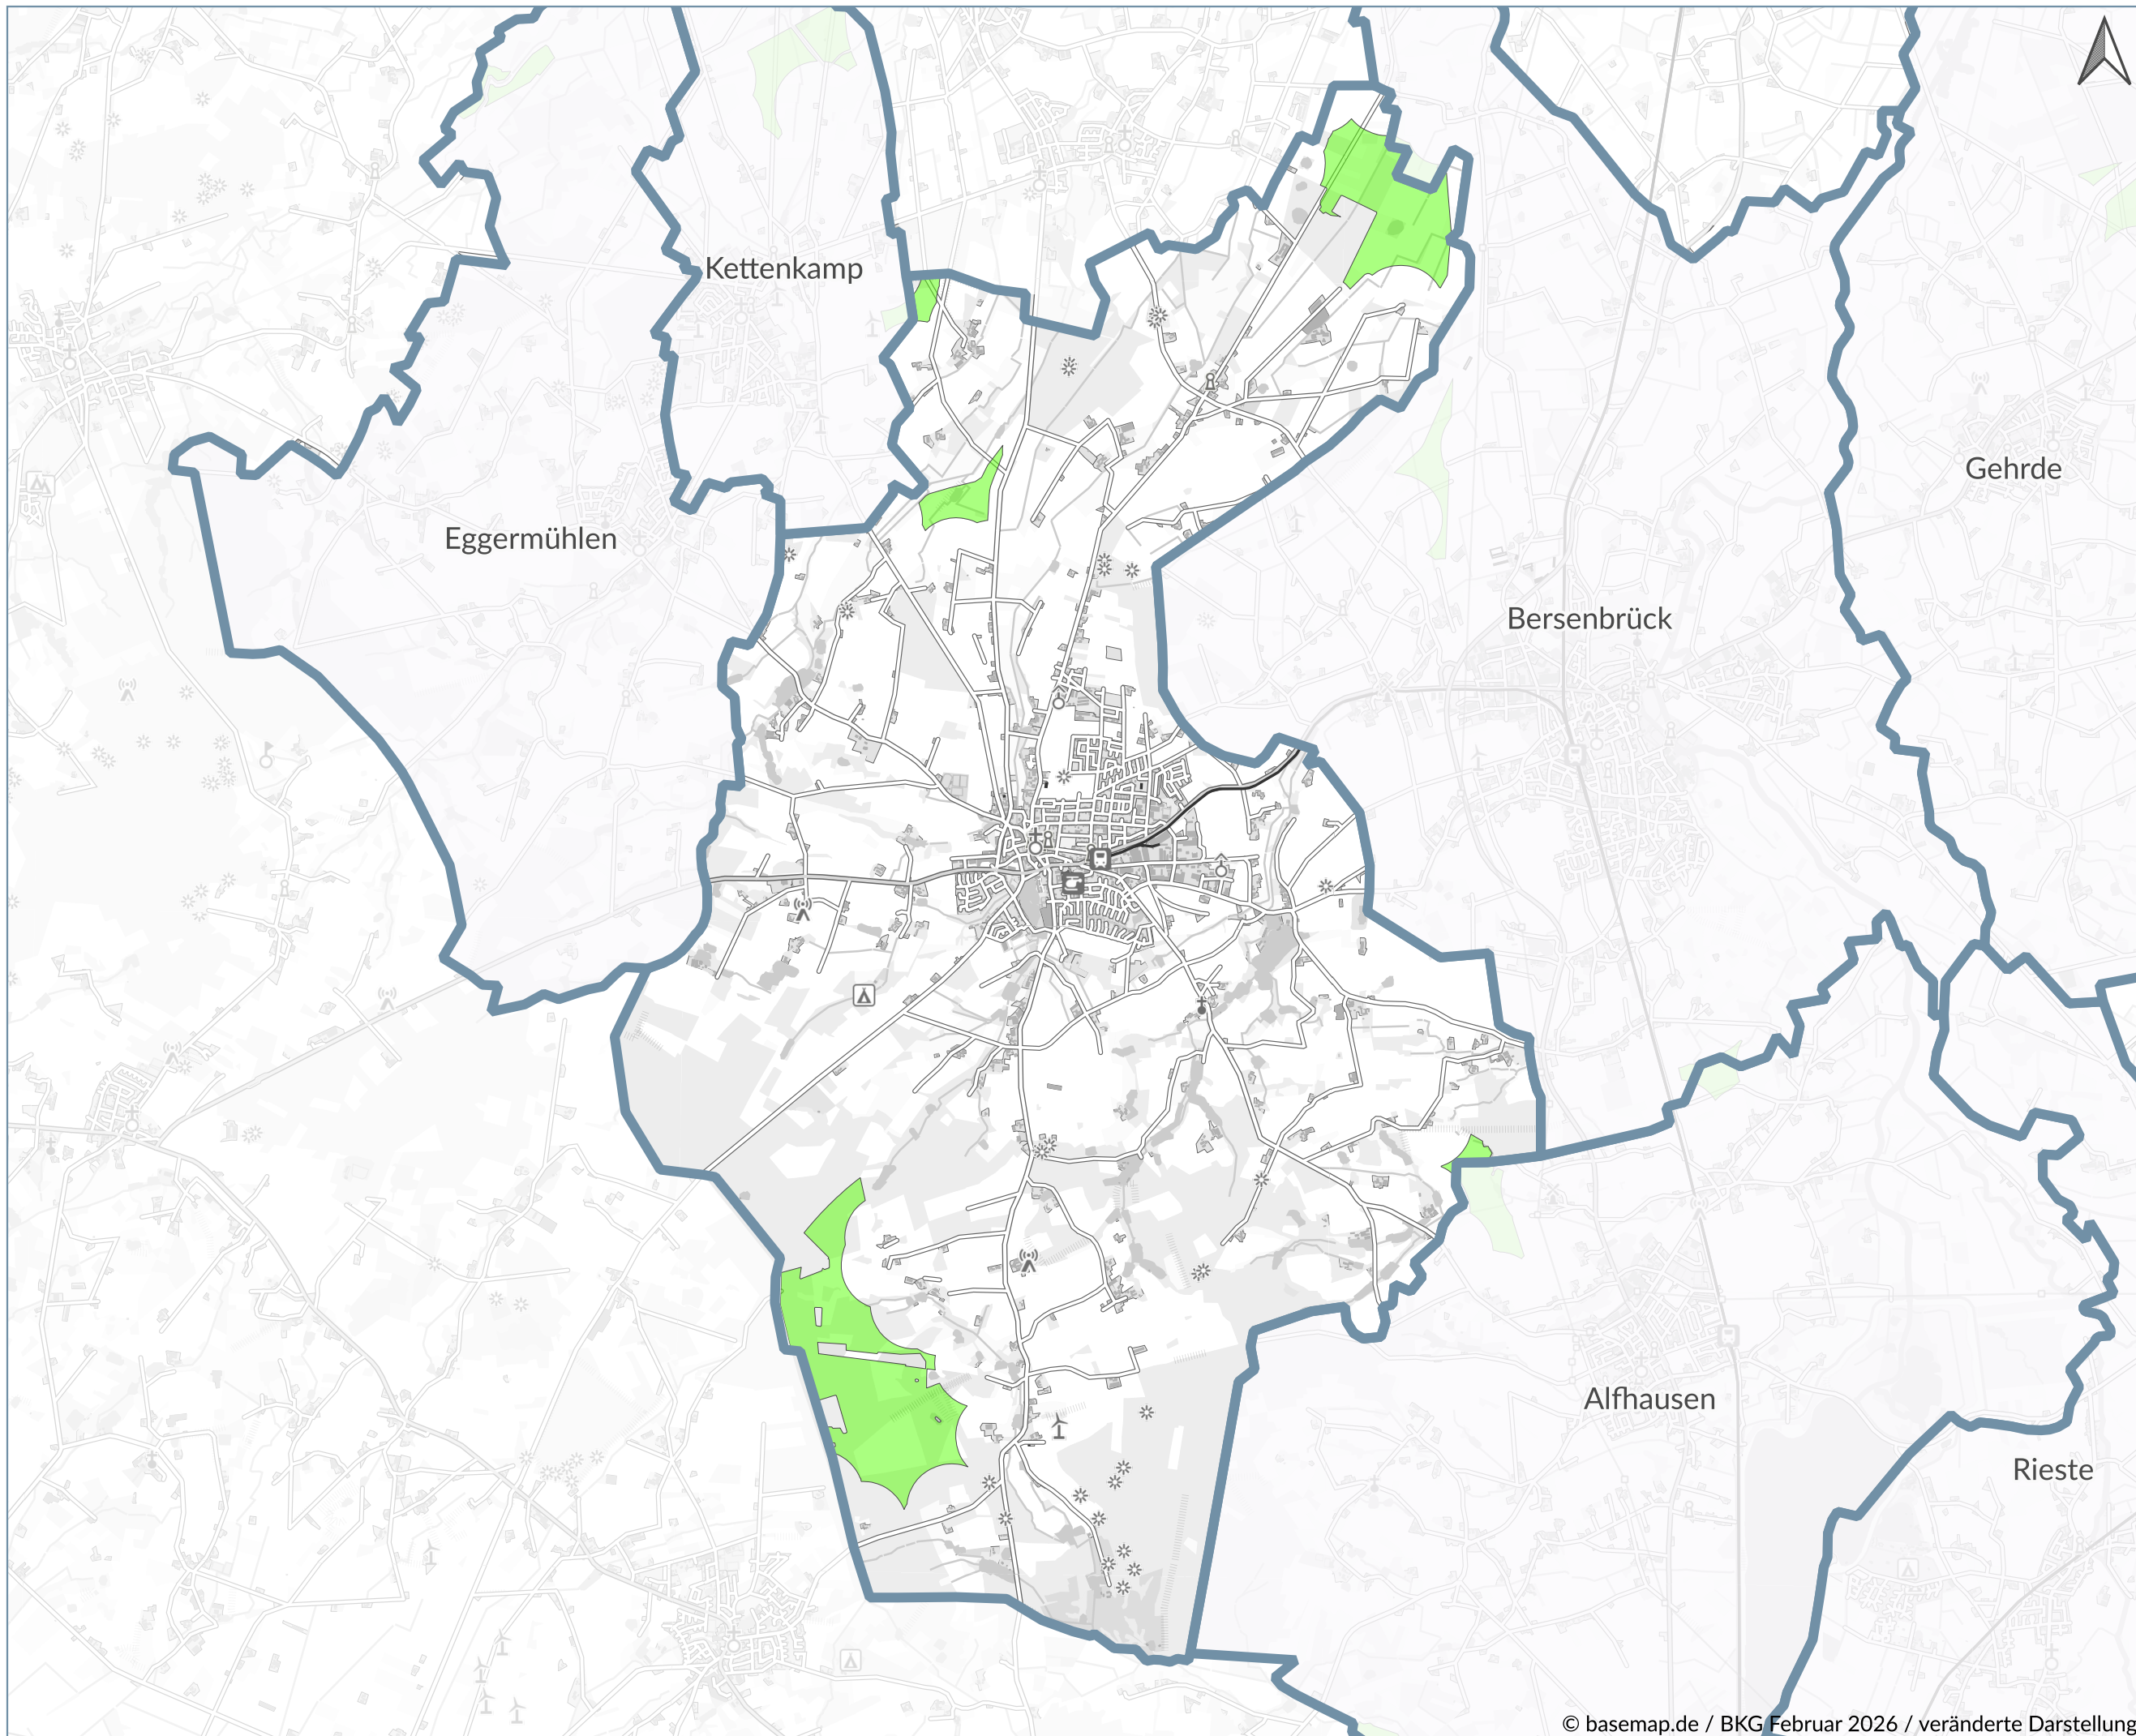 Kettenkamp
Gehrde
Eggermühlen
Bersenbrück
Alfhausen
Rieste
© basemap.de / BKG Februar 2026 / veränderte Darstellung